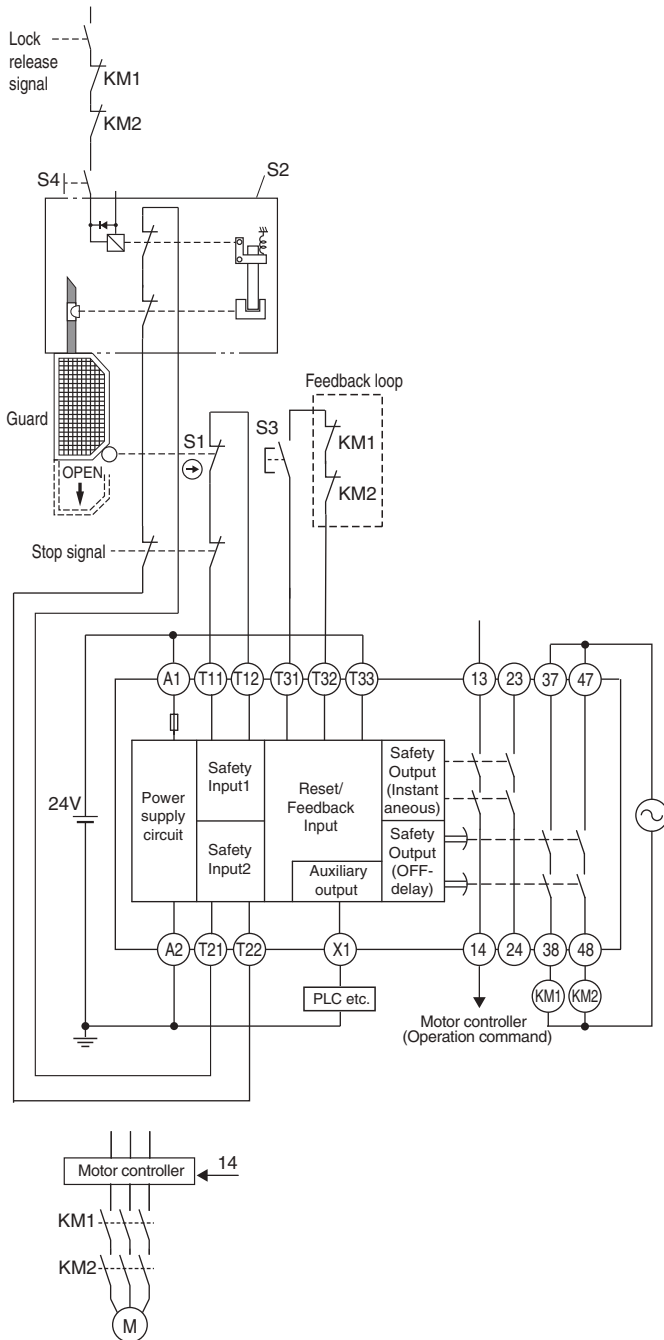 Lock
release
signal
KM1
KM2
S4
S2
Guard
OPEN
Feedback loop
S1
S3
KM1
KM2
Stop signal
A1
T11
T12
T31
T32
T33
13
23
37
47
24V
Power
supply
circuit
Safety
Input1
Safety
Input2
Reset/
Feedback
Input
Auxiliary
output
Safety
Output
(Instant
aneous)
Safety
Output
(OFF-
delay)
A2
T21
T22
X1
14
24
38
48
PLC etc.
KM1
KM2
Motor controller
(Operation command)
Motor controller
14
KM1
KM2
M